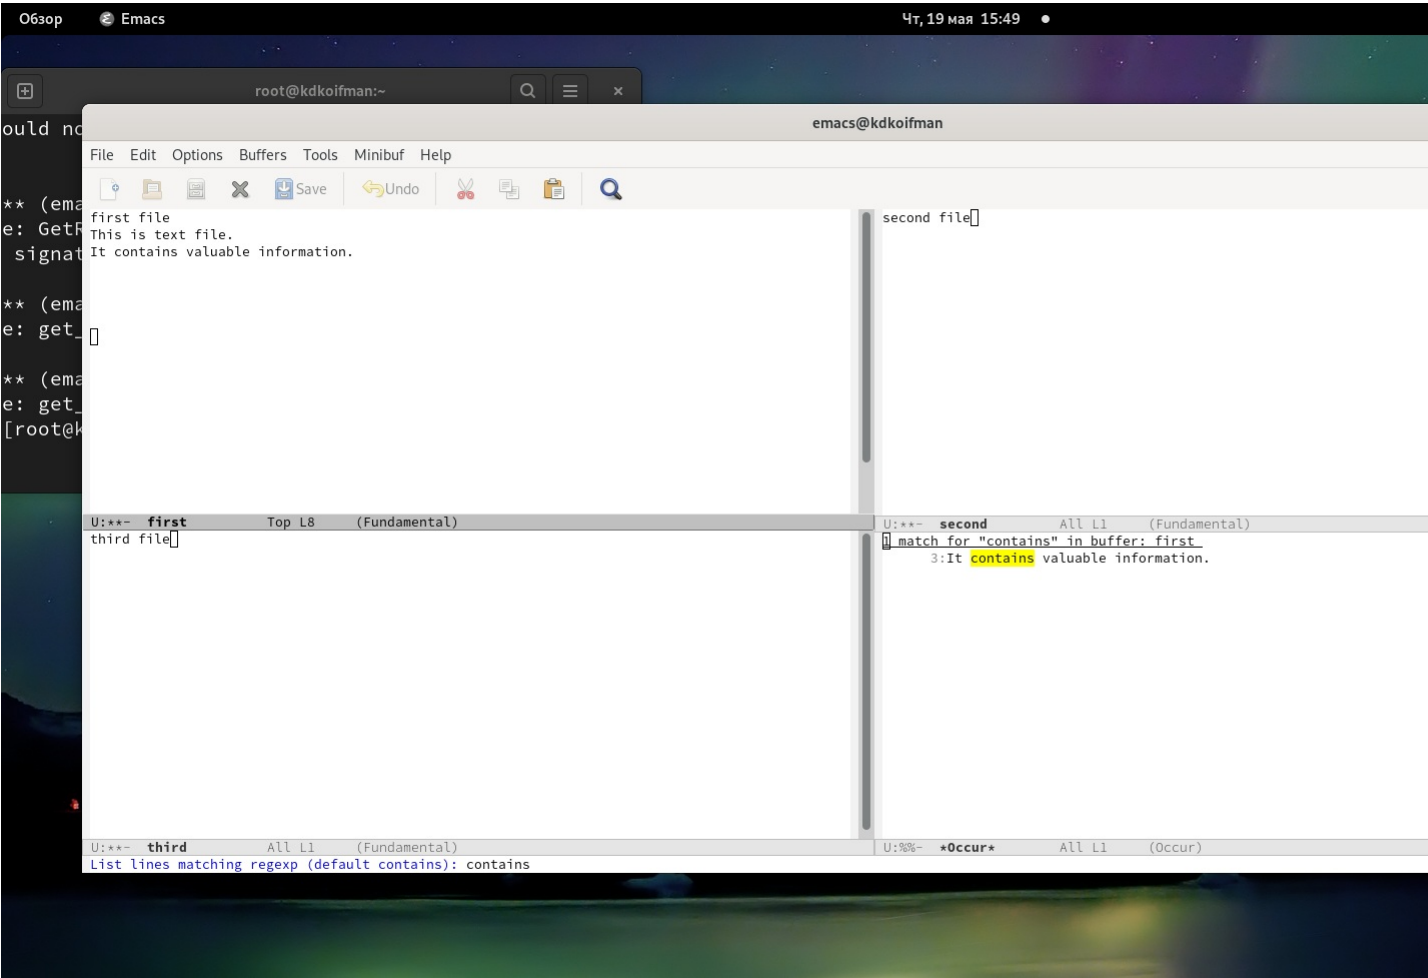 Обзор Emacs Чт, 19 мая 15:49
root@kdkoifman:~
ould no
** (ema
e: GetR
signat
** (ema
e: get_
** (ema
e: get_
[root@k
emacs@kdkoifman
File Edit Options Buffers Tools Minibuf Help
Save Undo
first file
This is text file.
It contains valuable information.
U:**- first Top L8 (Fundamental)
second file
U:**- second All L1 (Fundamental)
third file
U:**- third All L1 (Fundamental)
1 match for "contains" in buffer: first
3:It contains valuable information.
U:%%- *Occur* All L1 (Occur)
List lines matching regexp (default contains): contains